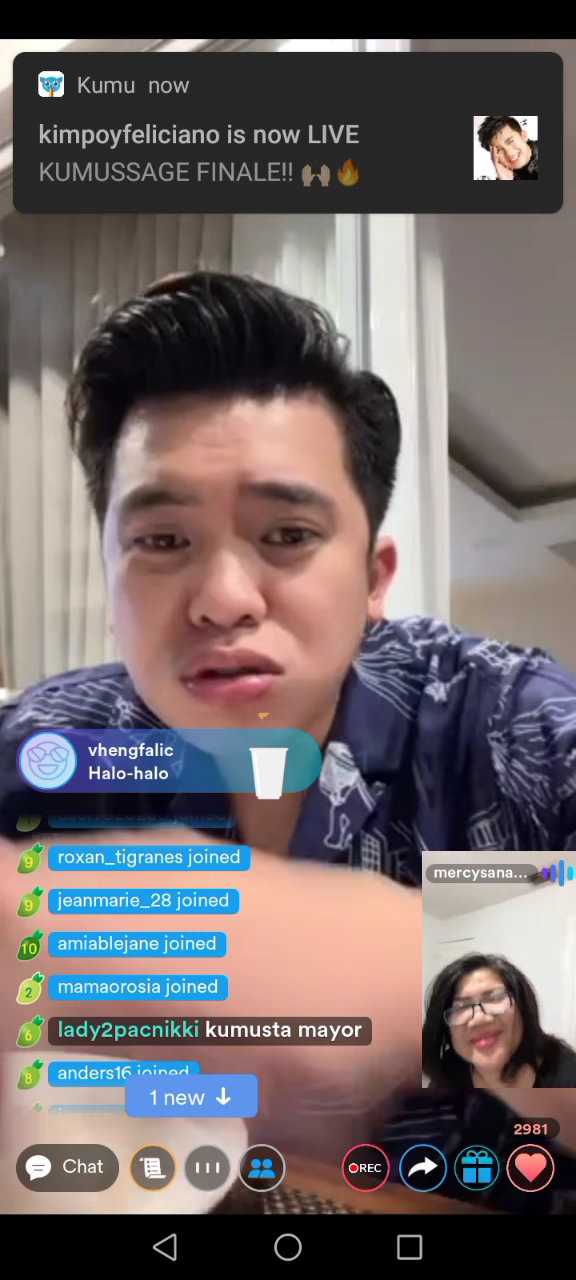 Kumu now
kimpoyfeliciano is now LIVE
KUMUSSAGE FINALE!! 🙌🏽🔥
vhengfalic
Halo-halo
9 roxan_tigranes joined
9 jeanmarie_28 joined
10 amiablejane joined
2 mamaorosia joined
6 lady2pacnikki kumusta mayor
8 anders16 joined
1 new ↓
mercysana...
2981
Chat
REC